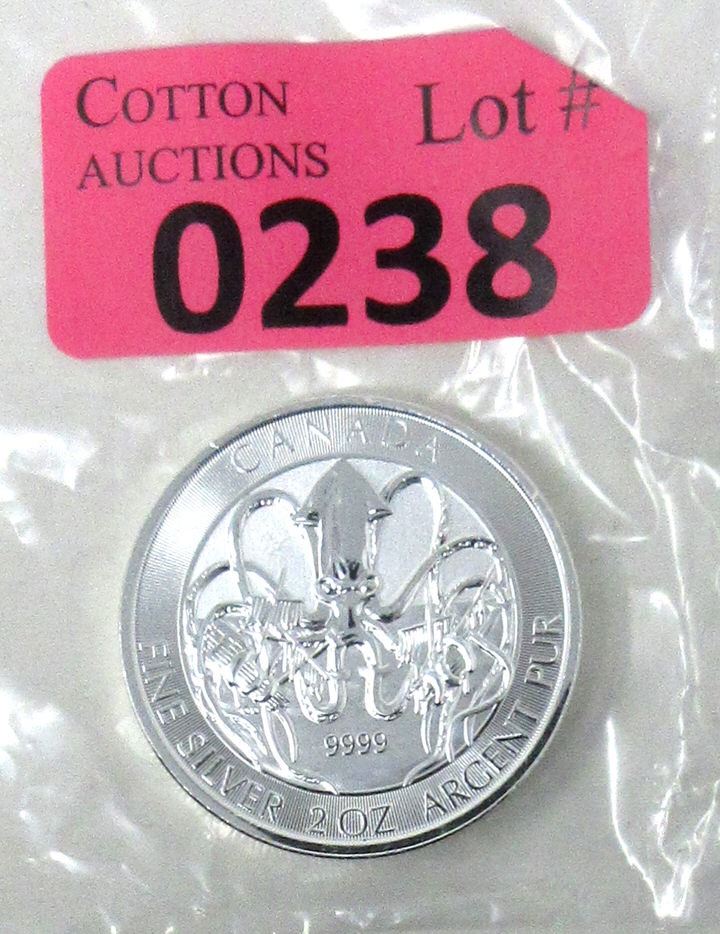 COTTON AUCTIONS
Lot #
0238
CANADA
9999
FINE SILVER 2 OZ ARGENT PUR